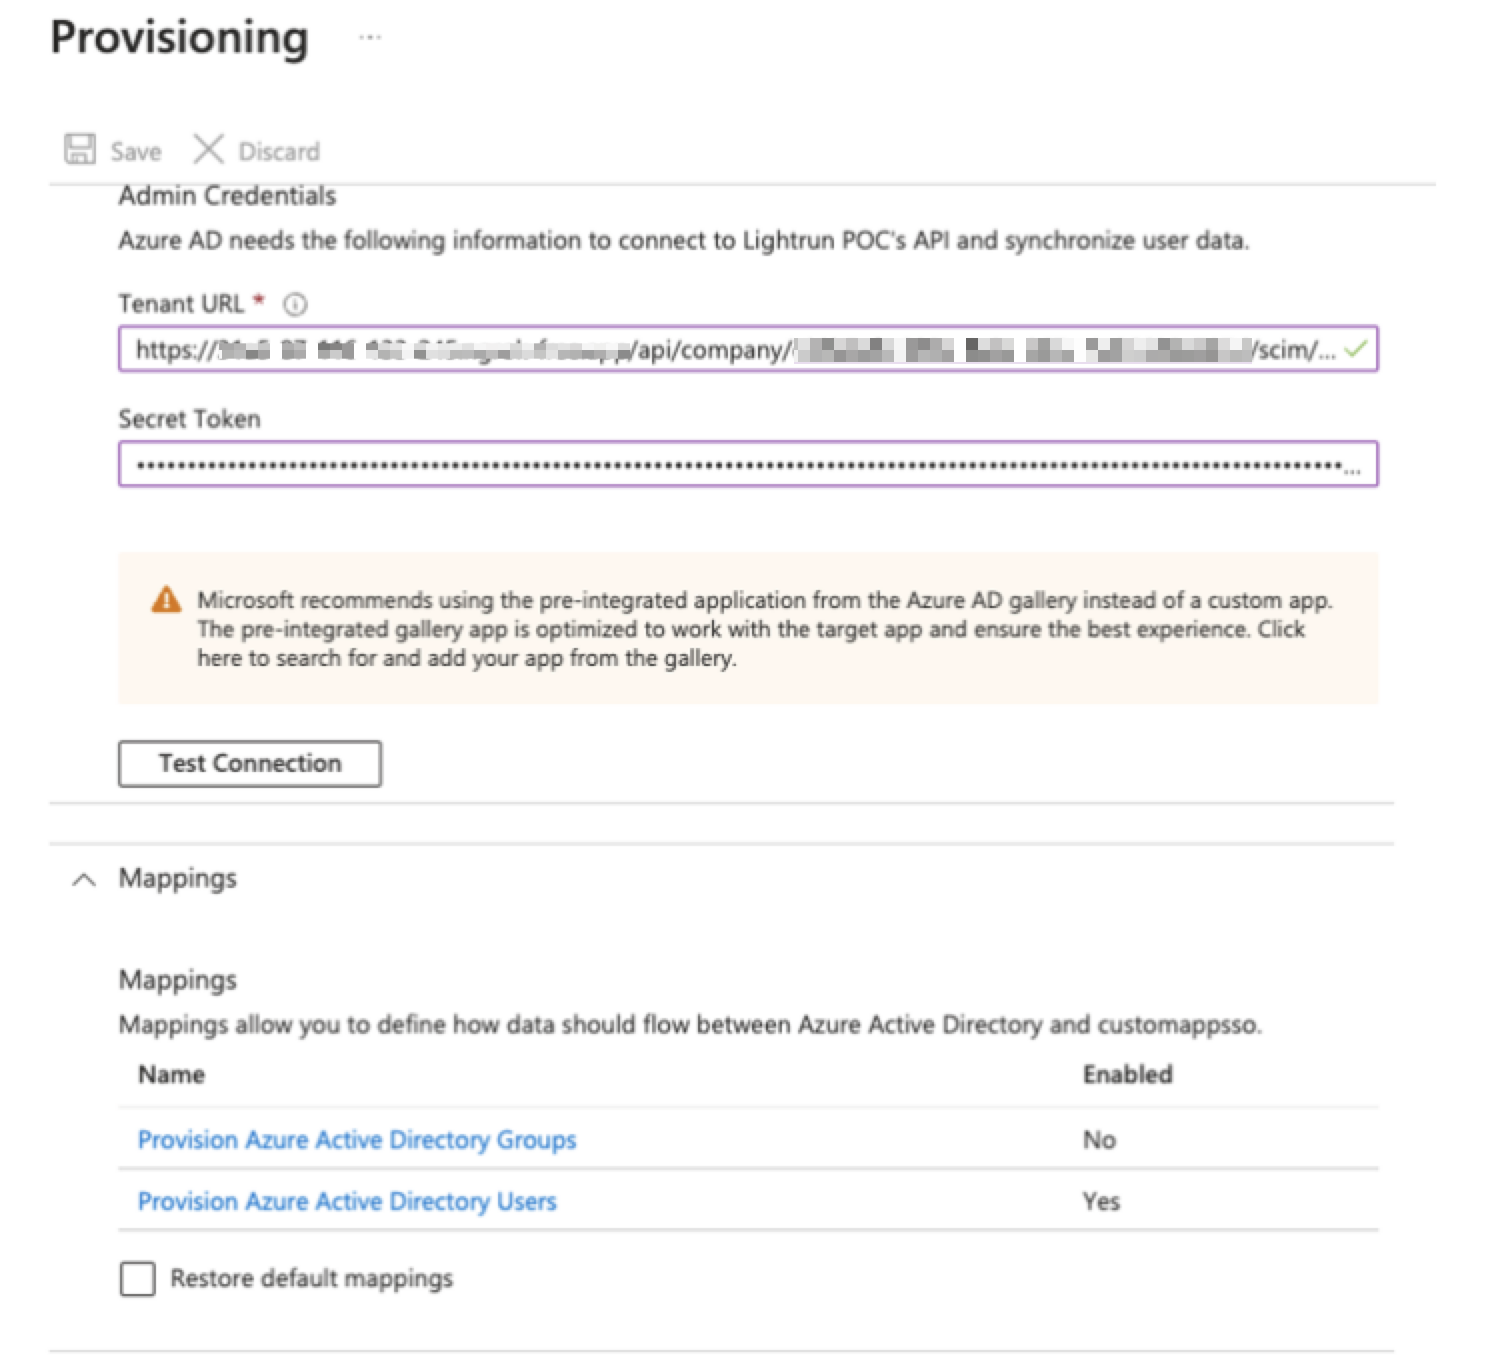 Provisioning ...
Save Discard
Admin Credentials
Azure AD needs the following information to connect to Lightrun POC's API and synchronize user data.
Tenant URL *
https:// /api/company/ /scim/...
Secret Token
Microsoft recommends using the pre-integrated application from the Azure AD gallery instead of a custom app.
The pre-integrated gallery app is optimized to work with the target app and ensure the best experience. Click
here to search for and add your app from the gallery.
Test Connection
Mappings
Mappings
Mappings allow you to define how data should flow between Azure Active Directory and customappsso.
Name Enabled
Provision Azure Active Directory Groups No
Provision Azure Active Directory Users Yes
Restore default mappings